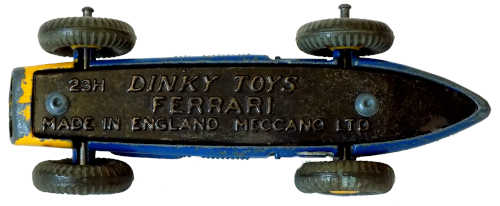 23H DINKY TOYS
FERRARI
MADE IN ENGLAND MECCANO LTD